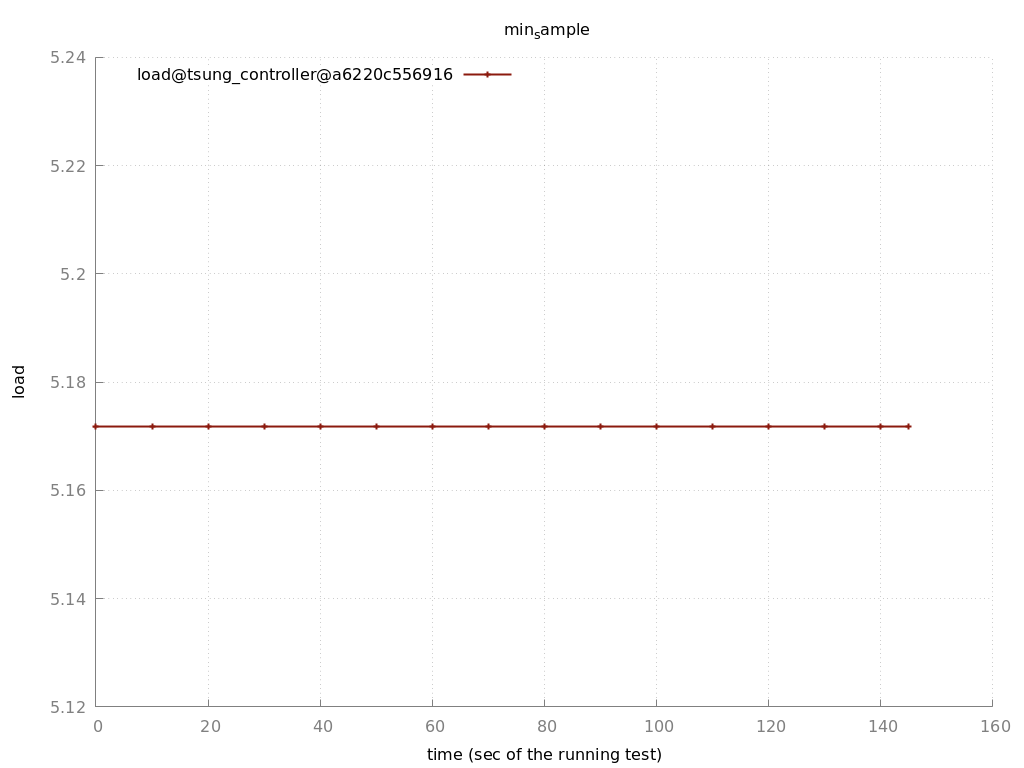 minsample
load@tsung_controller@a6220c556916
5.24
5.22
5.2
5.18
5.16
5.14
5.12
load
0 20 40 60 80 100 120 140 160
time (sec of the running test)